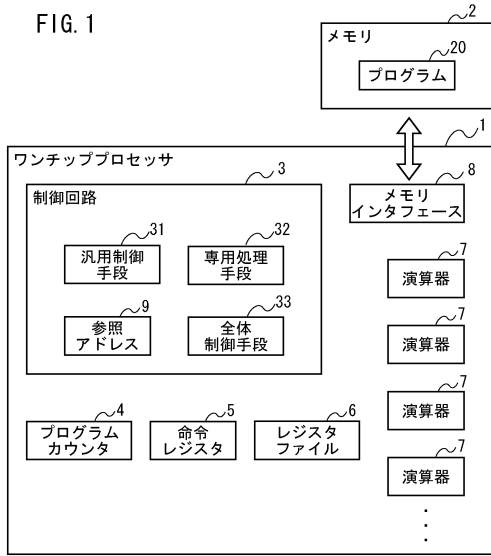 FIG. 1
2
メモリ
20
プログラム
1
ワンチッププロセッサ
3
制御回路
8
メモリ
インタフェース
31
汎用制御
手段
32
専用処理
手段
9
参照
アドレス
33
全体
制御手段
7
演算器
7
演算器
7
演算器
7
演算器
4
プログラム
カウンタ
5
命令
レジスタ
6
レジスタ
ファイル